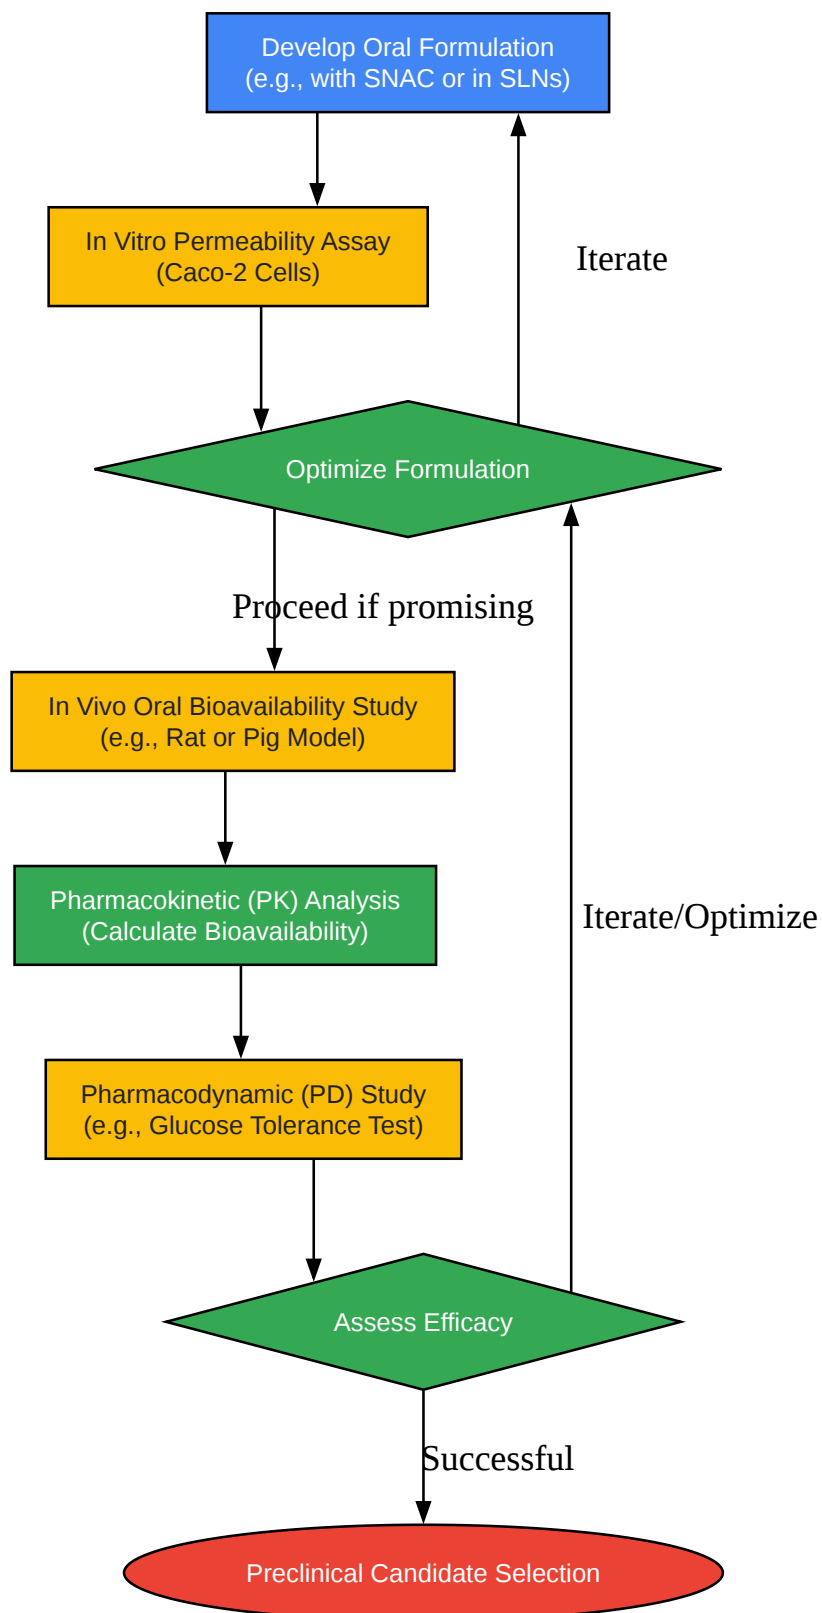 Develop Oral Formulation
(e.g., with SNAC or in SLNs)
In Vitro Permeability Assay
(Caco-2 Cells)
Iterate
Optimize Formulation
Proceed if promising
In Vivo Oral Bioavailability Study
(e.g., Rat or Pig Model)
Pharmacokinetic (PK) Analysis
(Calculate Bioavailability)
Iterate/Optimize
Pharmacodynamic (PD) Study
(e.g., Glucose Tolerance Test)
Assess Efficacy
Successful
Preclinical Candidate Selection